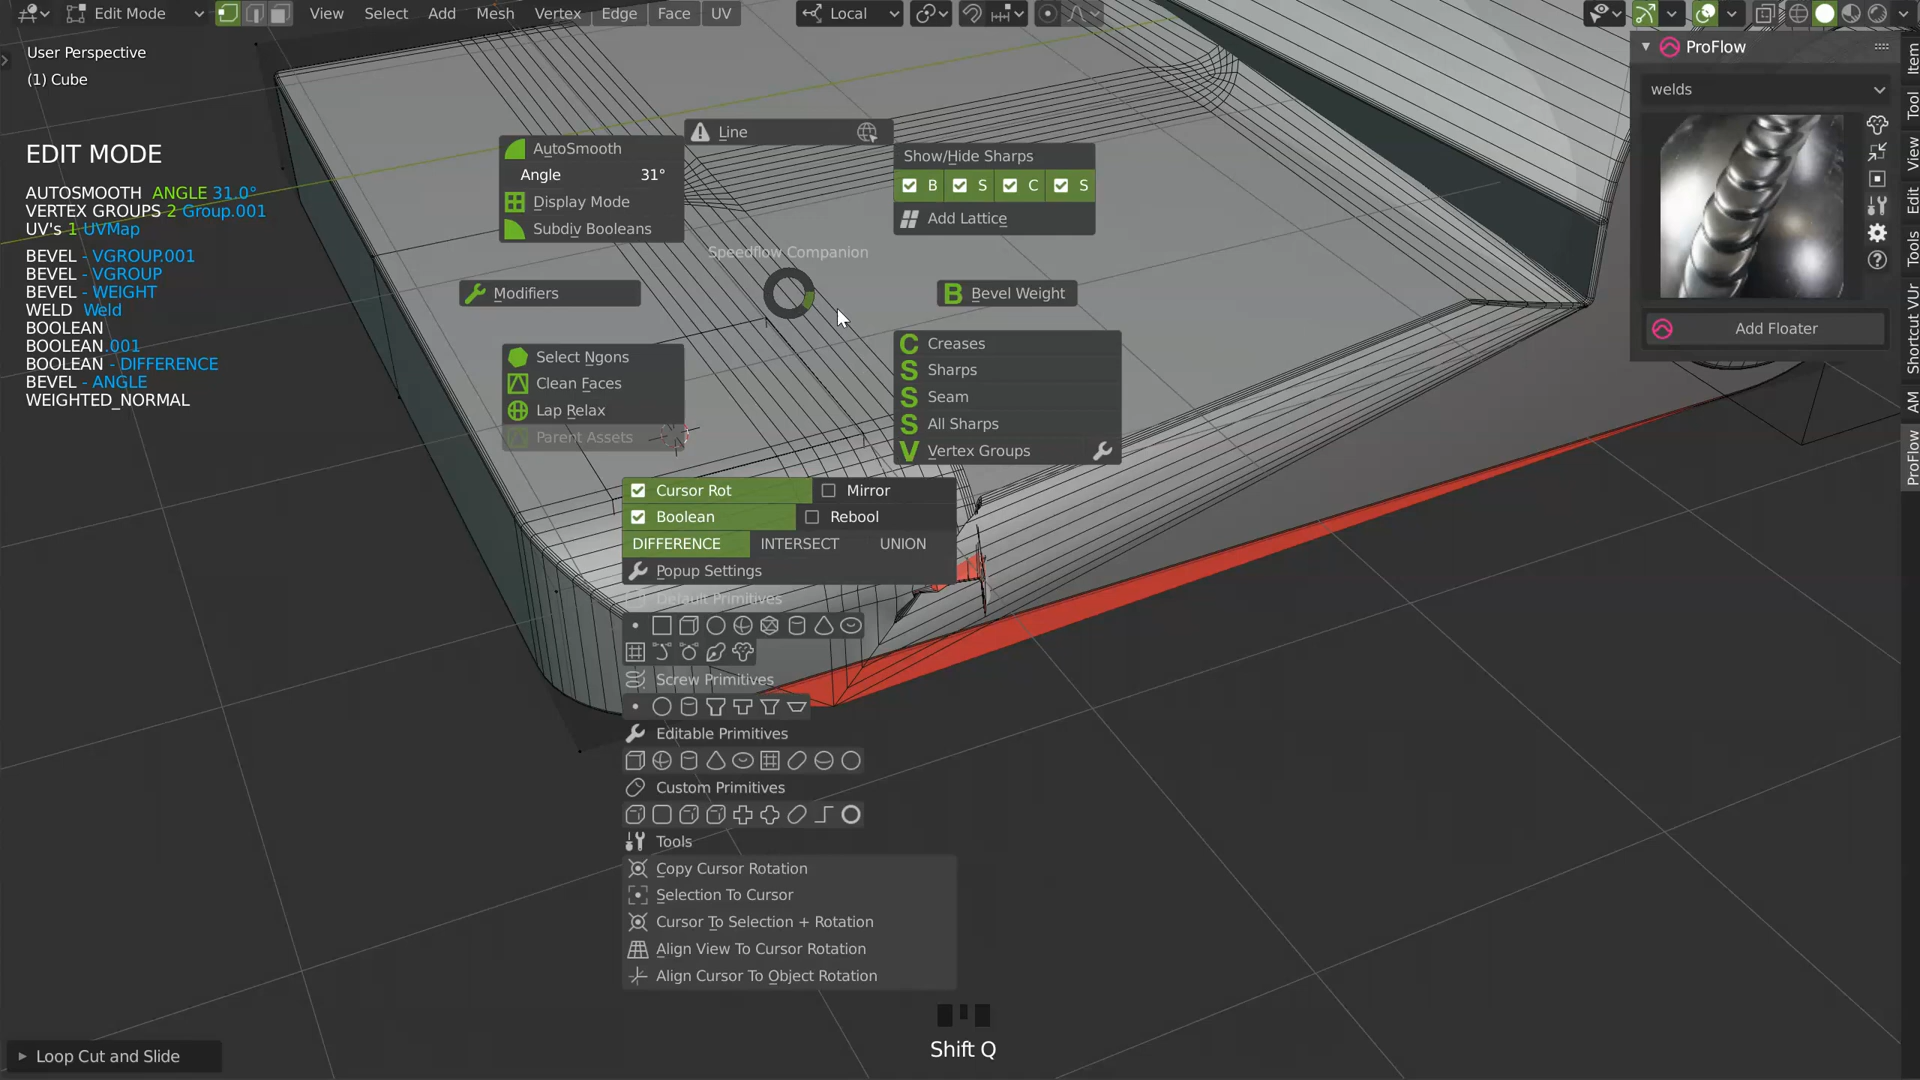 Edit Mode
View
Select
Add
Mesh
Vertex
Edge
Face
UV
Local
User Perspective
(1) Cube
EDIT MODE
AUTOSMOOTH ANGLE 31.0°
VERTEX GROUPS 2 Group.001
UV's 1 UVMap
BEVEL - VGROUP.001
BEVEL - VGROUP
BEVEL - WEIGHT
WELD Weld
BOOLEAN
BOOLEAN.001
BOOLEAN - DIFFERENCE
BEVEL - ANGLE
WEIGHTED_NORMAL
Line
AutoSmooth
Angle 31°
Display Mode
Subdiv Booleans
Show/Hide Sharps
B S C S
Add Lattice
Speedflow Companion
Modifiers
B Bevel Weight
Select Ngons
Clean Faces
Lap Relax
Parent Assets
C Creases
S Sharps
S Seam
S All Sharps
V Vertex Groups
Cursor Rot Mirror
Boolean Rebool
DIFFERENCE INTERSECT UNION
Popup Settings
Default Primitives
Screw Primitives
Editable Primitives
Custom Primitives
Tools
Copy Cursor Rotation
Selection To Cursor
Cursor To Selection + Rotation
Align View To Cursor Rotation
Align Cursor To Object Rotation
ProFlow
welds
Add Floater
Item
Tool
View
Edit
Tools
Shortcut VUr
AM
ProFlow
Loop Cut and Slide
Shift Q